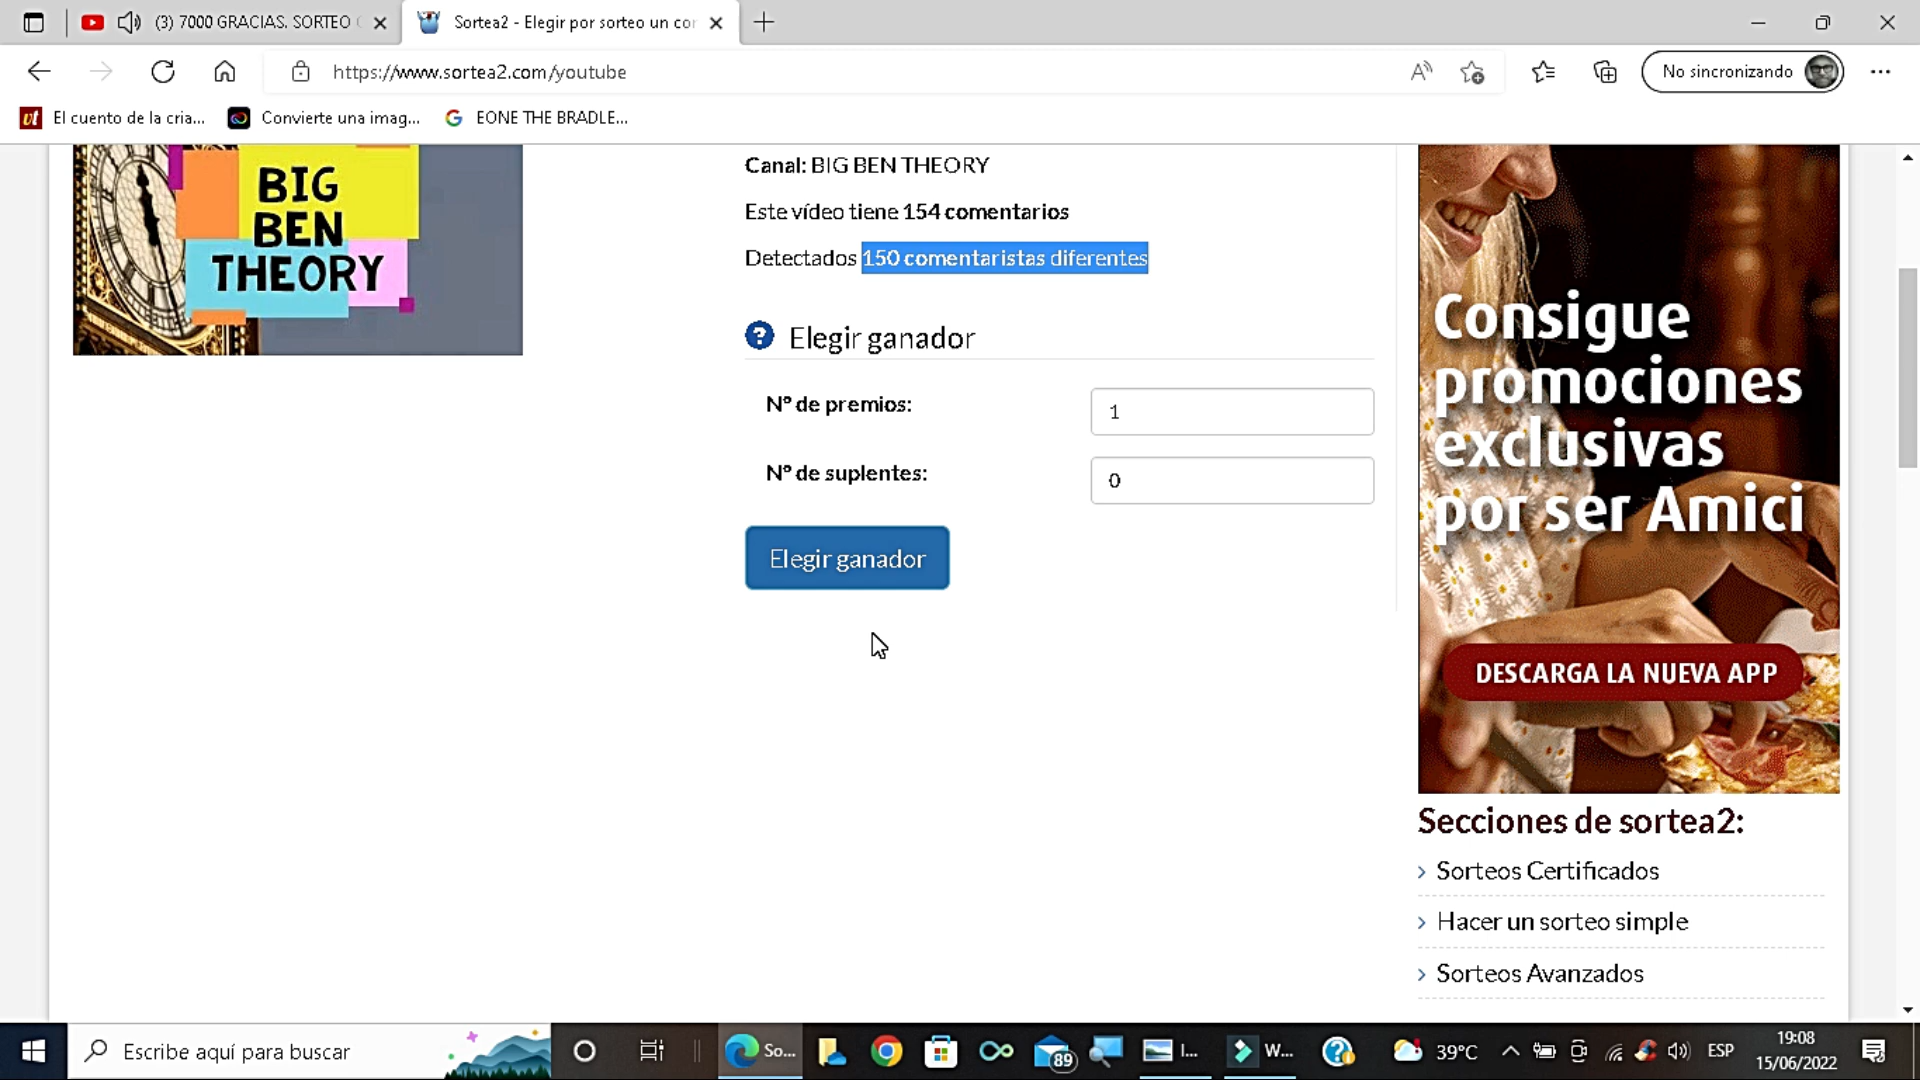 (3) 7000 GRACIAS. SORTEO
Sortea2 - Elegir por sorteo un cor
https://www.sortea2.com/youtube
No sincronizando
El cuento de la cria...
Convierte una imag...
EONE THE BRADLE...
BIG
BEN
THEORY
Canal: BIG BEN THEORY
Este vídeo tiene 154 comentarios
Detectados 150 comentaristas diferentes
Elegir ganador
Nº de premios:
1
Nº de suplentes:
0
Elegir ganador
Consigue
promociones
exclusivas
por ser Amici
DESCARGA LA NUEVA APP
Secciones de sortea2:
Sorteos Certificados
Hacer un sorteo simple
Sorteos Avanzados
Escribe aquí para buscar
So...
89
I...
W...
39°C
ESP
19:08
15/06/2022